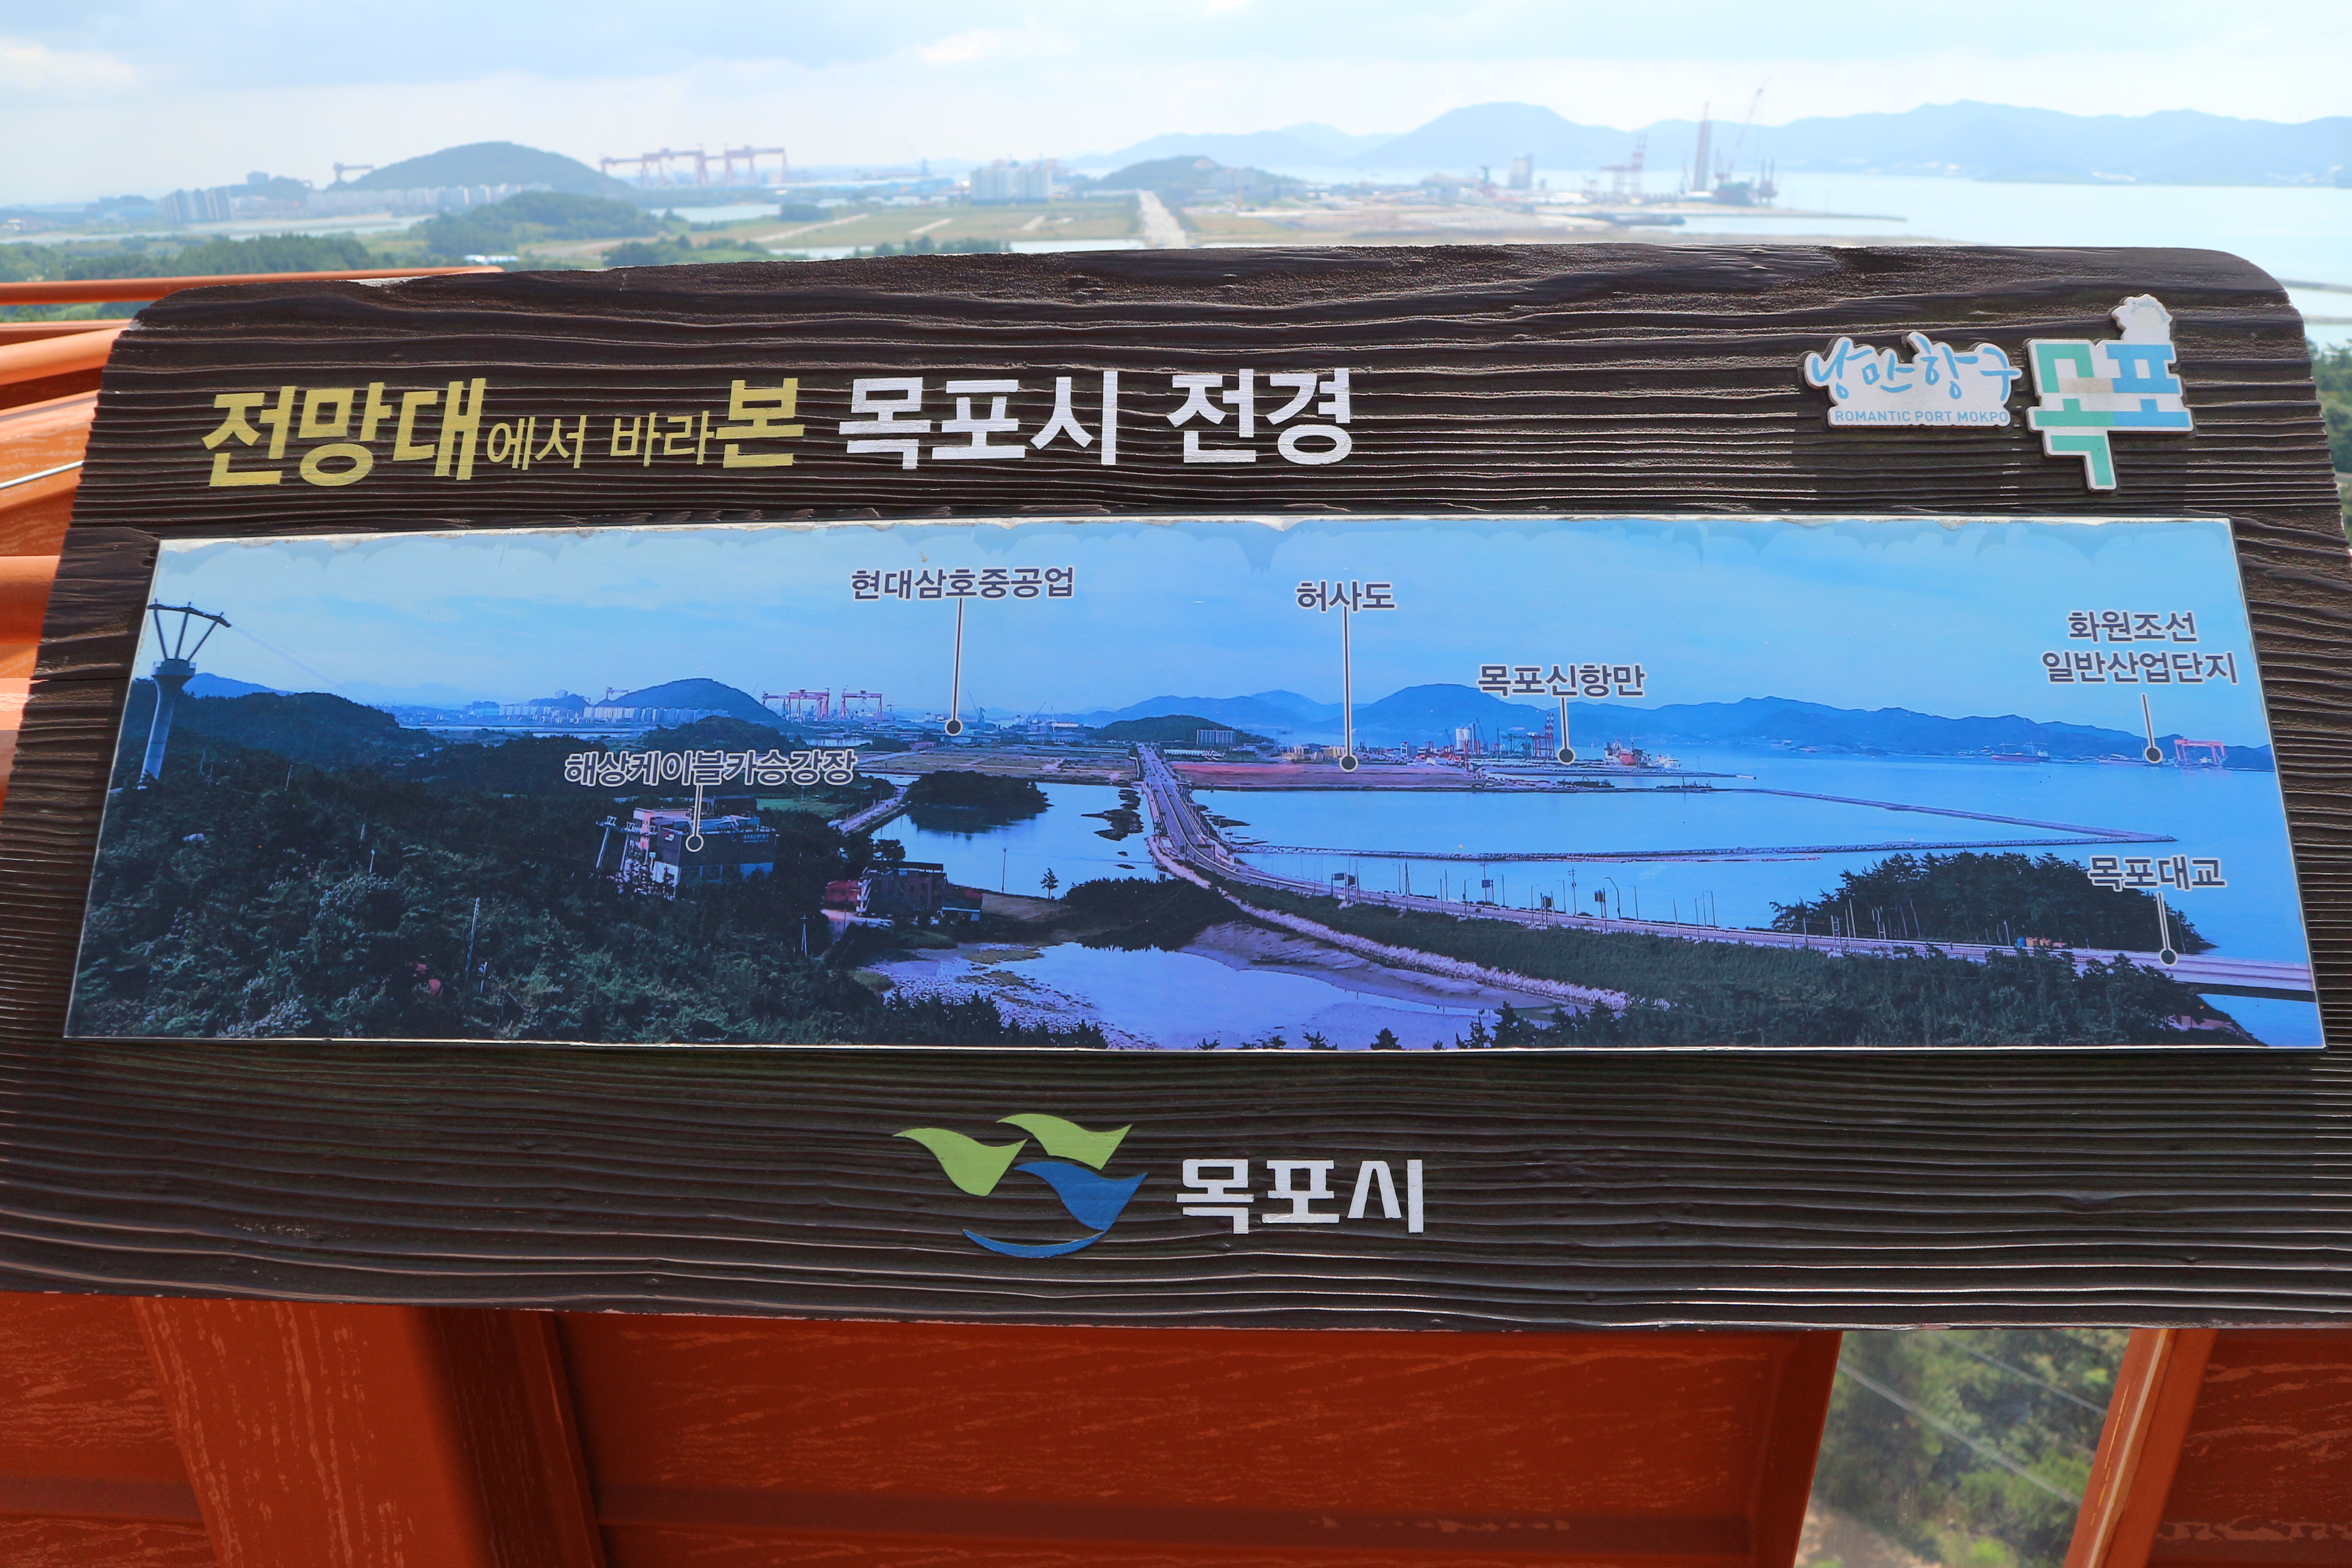 전망대에서 바라본 목포시 전경
낭만항구
ROMANTIC PORT MOKPO
목포
현대삼호중공업
허사도
화원조선
일반산업단지
목포신항만
해상케이블카승강장
목포대교
목포시